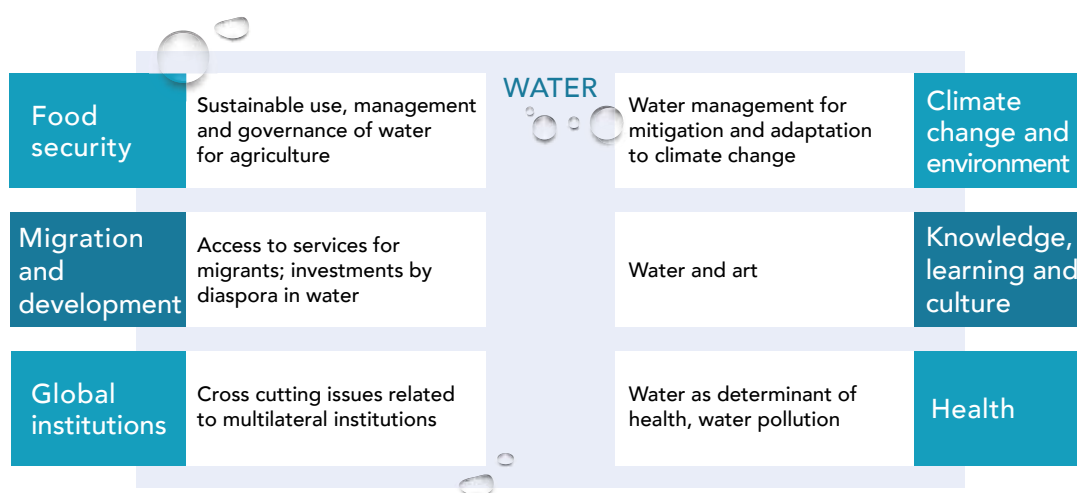 WATER
Food
security
Sustainable use, management
and governance of water
for agriculture
Water management for
mitigation and adaptation
to climate change
Climate
change and
environment
Migration
and
development
Access to services for
migrants; investments by
diaspora in water
Water and art
Knowledge,
learning and
culture
Global
institutions
Cross cutting issues related
to multilateral institutions
Water as determinant of
health, water pollution
Health